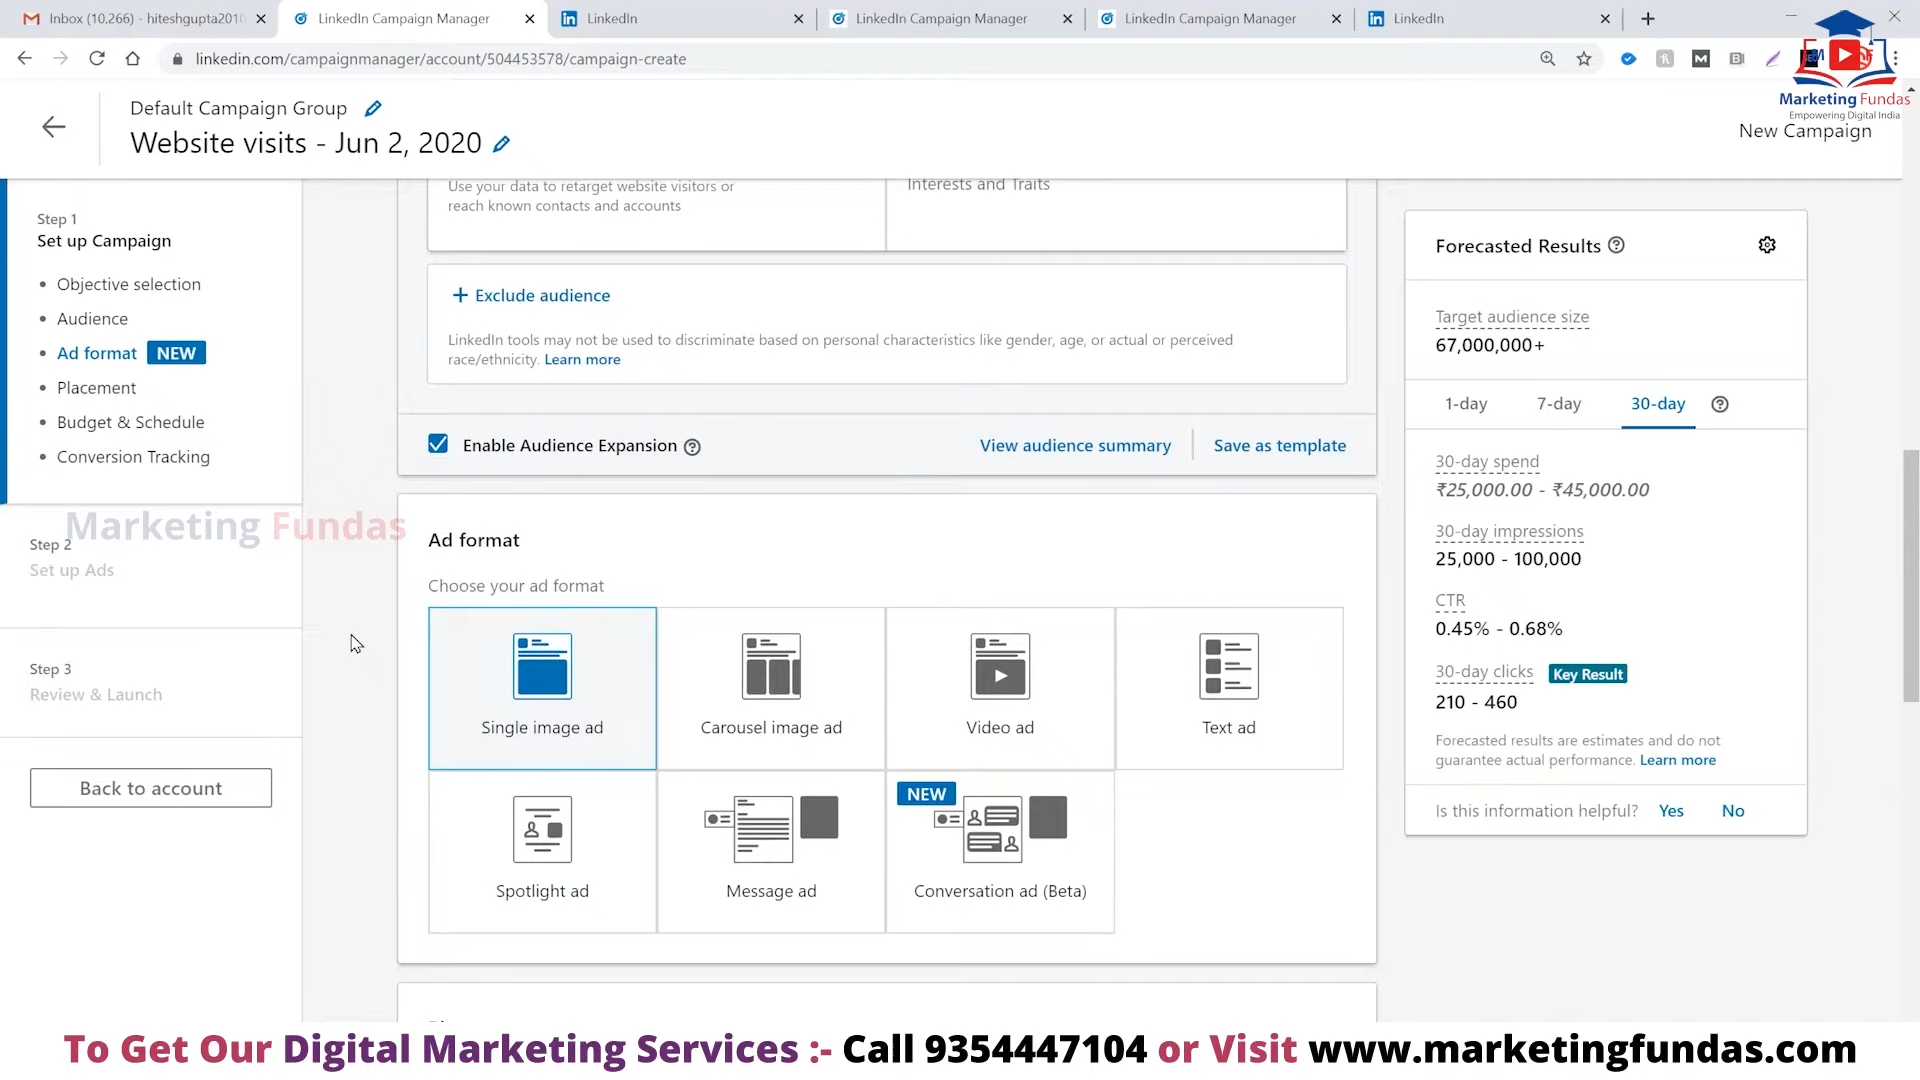 Inbox (10,266) - hiteshgupta2010
LinkedIn Campaign Manager
LinkedIn
LinkedIn Campaign Manager
LinkedIn Campaign Manager
LinkedIn
linkedin.com/campaignmanager/account/504453578/campaign-create
Marketing Fundas
Empowering Digital India
Default Campaign Group
Website visits - Jun 2, 2020
New Campaign
Step 1
Set up Campaign
Objective selection
Audience
Ad format NEW
Placement
Budget & Schedule
Conversion Tracking
Marketing Fundas
Step 2
Set up Ads
Step 3
Review & Launch
Back to account
Use your data to retarget website visitors or
reach known contacts and accounts
Interests and Traits
+ Exclude audience
LinkedIn tools may not be used to discriminate based on personal characteristics like gender, age, or actual or perceived
race/ethnicity. Learn more
Enable Audience Expansion
View audience summary
Save as template
Ad format
Choose your ad format
Single image ad
Carousel image ad
Video ad
Text ad
Spotlight ad
Message ad
NEW
Conversation ad (Beta)
Forecasted Results
Target audience size
67,000,000+
1-day 7-day 30-day
30-day spend
₹25,000.00 - ₹45,000.00
30-day impressions
25,000 - 100,000
CTR
0.45% - 0.68%
30-day clicks Key Result
210 - 460
Forecasted results are estimates and do not
guarantee actual performance. Learn more
Is this information helpful? Yes No
To Get Our Digital Marketing Services :- Call 9354447104 or Visit www.marketingfundas.com